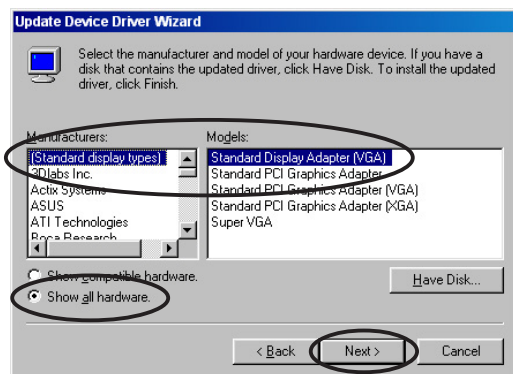 Update Device Driver Wizard
Select the manufacturer and model of your hardware device. If you have a
disk that contains the updated driver, click Have Disk. To install the updated
driver, click Finish.
Manufacturers:
(Standard display types)
3Dlabs Inc.
Actix Systems
ASUS
ATI Technologies
Boca Research
Models:
Standard Display Adapter (VGA)
Standard PCI Graphics Adapter
Standard PCI Graphics Adapter (VGA)
Standard PCI Graphics Adapter (XGA)
Super VGA
Show compatible hardware.
Show all hardware.
Have Disk...
< Back
Next >
Cancel